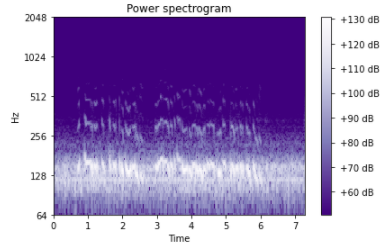 Power spectrogram
2048
1024
512
256
128
64
Hz
0 1 2 3 4 5 6 7
Time
+130 dB
+120 dB
+110 dB
+100 dB
+90 dB
+80 dB
+70 dB
+60 dB